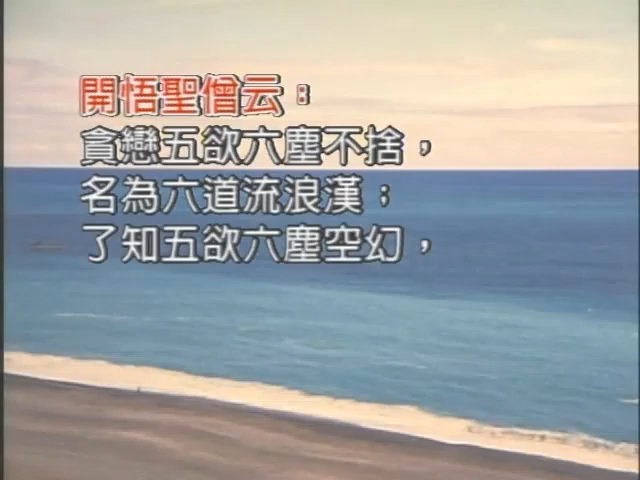 開悟聖僧云：
貪戀五欲六塵不捨，
名為六道流浪漢；
了知五欲六塵空幻，